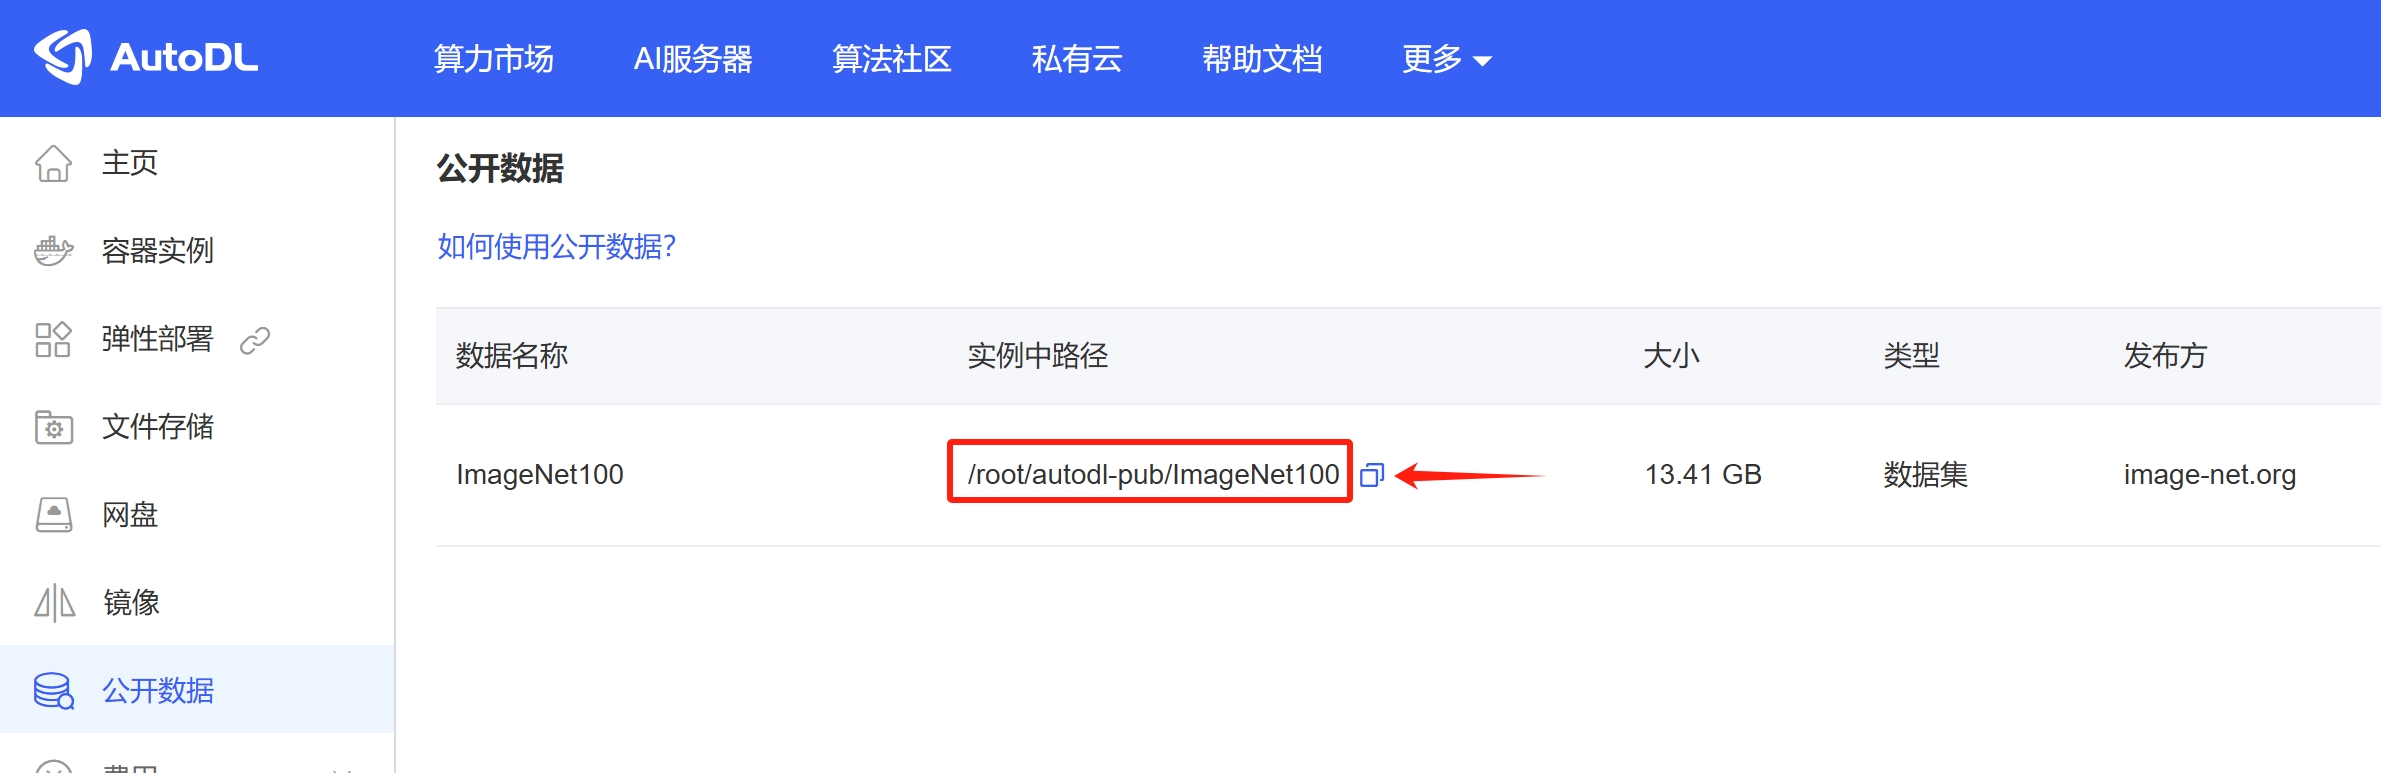 AutoDL
算力市场
AI服务器
算法社区
私有云
帮助文档
更多
主页
容器实例
弹性部署
文件存储
网盘
镜像
公开数据
费用
公开数据
如何使用公开数据?
数据名称 实例中路径 大小 类型 发布方
ImageNet100 /root/autodl-pub/ImageNet100 13.41 GB 数据集 image-net.org